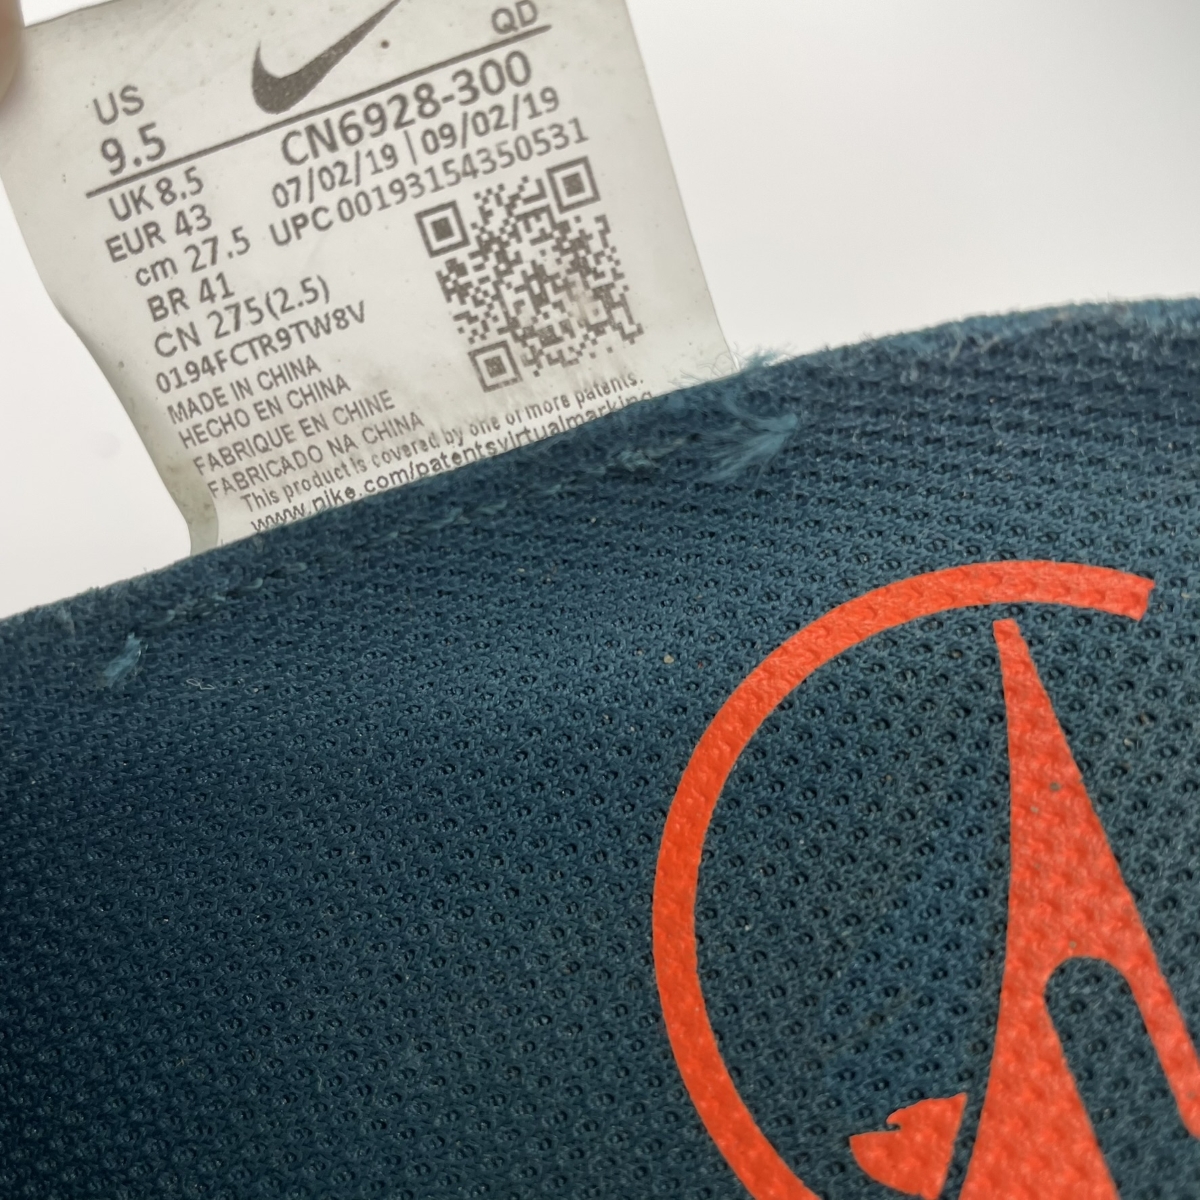 QD
US
9.5
CN6928-300
07/02/19 | 09/02/19
UPC 00193154350531
UK 8.5
EUR 43
cm 27.5
BR 41
CN 275(2.5)
0194FCTR9TW8V
MADE IN CHINA
HECHO EN CHINA
FABRIQUE EN CHINE
FABRICADO NA CHINA
This product is covered by one or more patents.
www.nike.com/patentsvirtualmarking